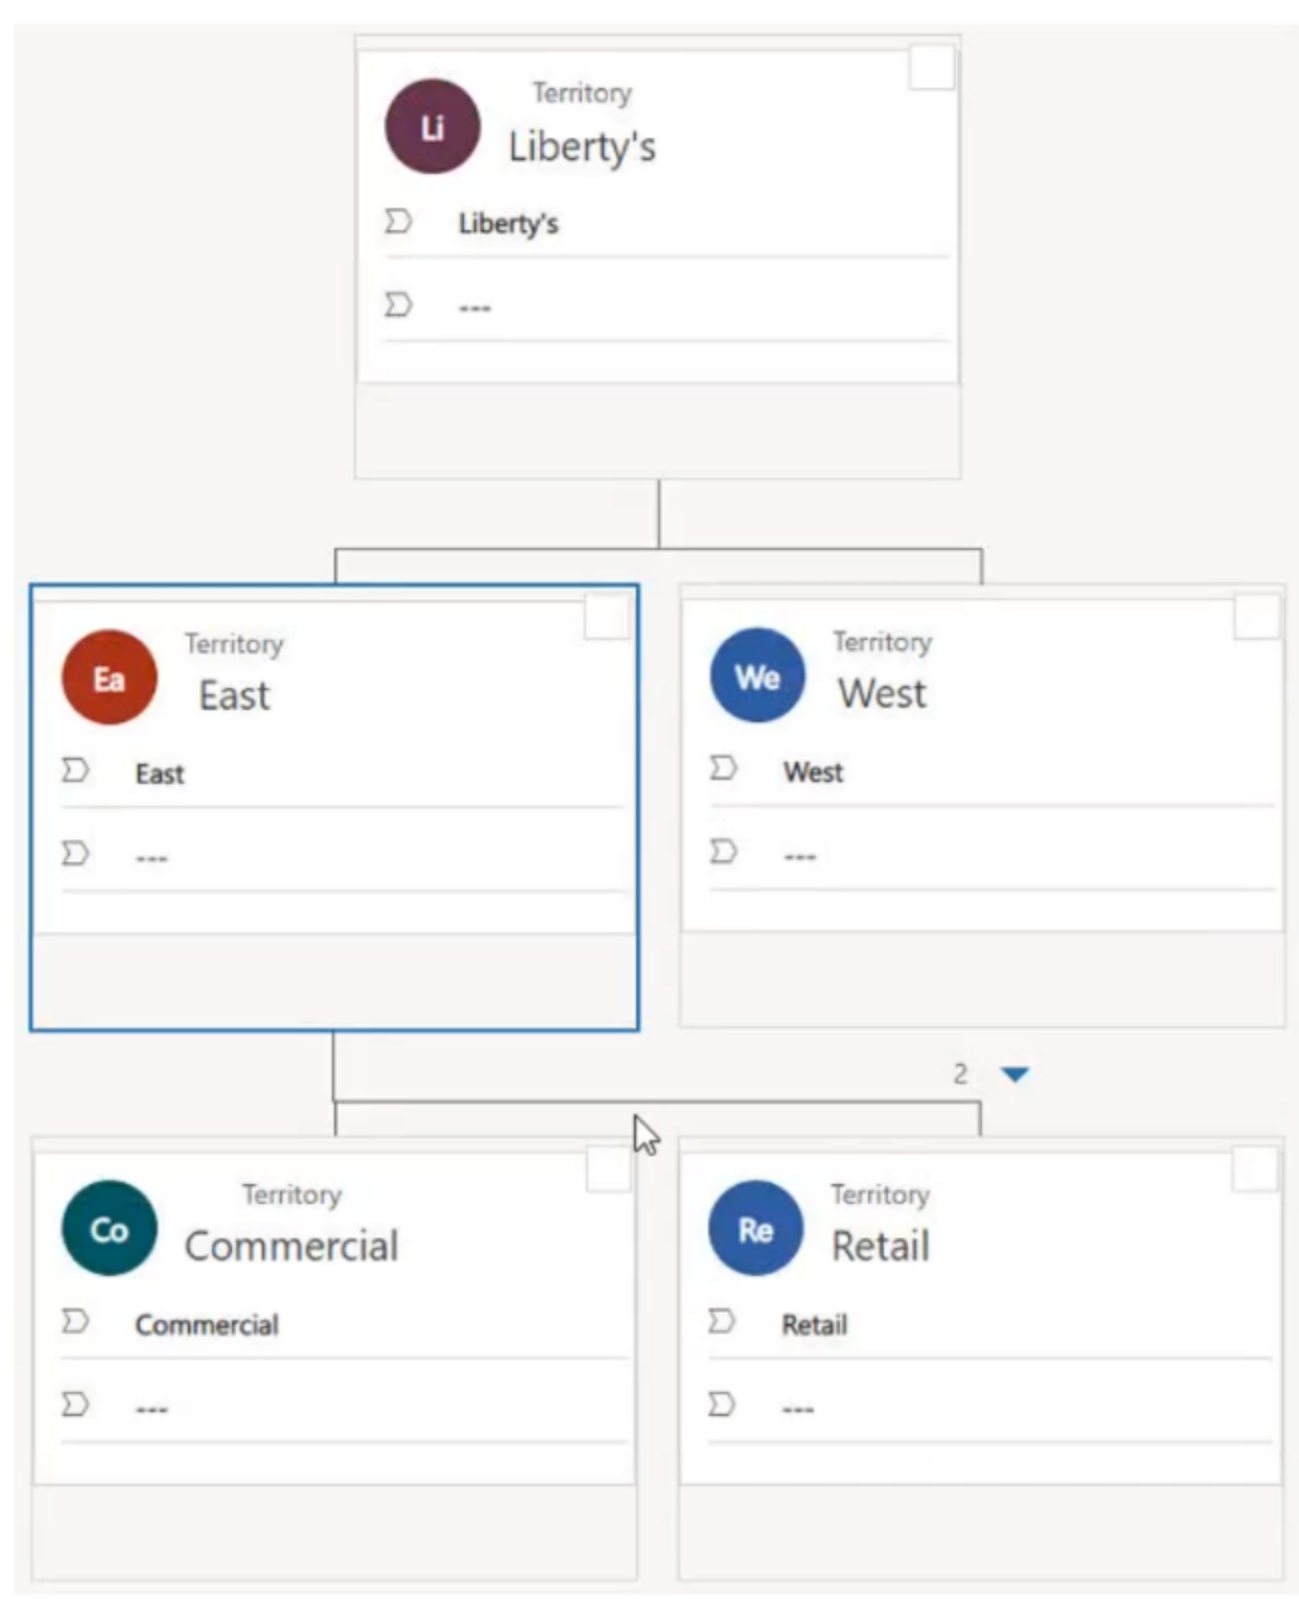 Li
Territory
Liberty's
Liberty's
---
Ea
Territory
East
East
---
We
Territory
West
West
---
2
Co
Territory
Commercial
Commercial
---
Re
Territory
Retail
Retail
---